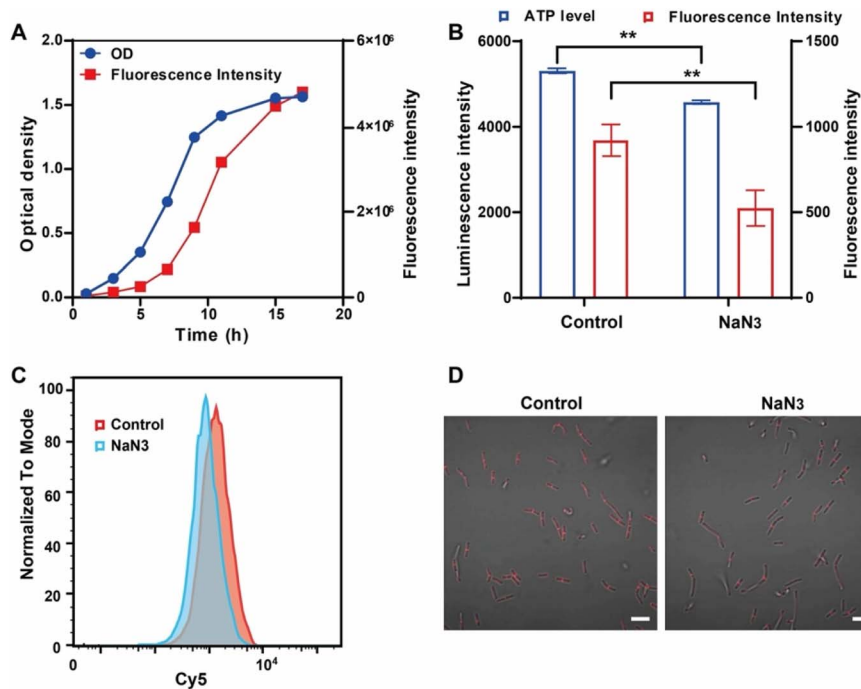 A
2.0
1.5
1.0
0.5
0.0
Optical density
OD
Fluorescence Intensity
6×10⁶
4×10⁶
2×10⁶
0
Fluorescence intensity
0 5 10 15 20
Time (h)
B
ATP level Fluorescence Intensity
6000
4000
2000
0
Luminescence intensity
** 
**
1500
1000
500
0
Fluorescence intensity
Control NaN3
C
100
80
60
40
20
0
Normalized To Mode
Control
NaN3
0 10⁴
Cy5
D
Control NaN3